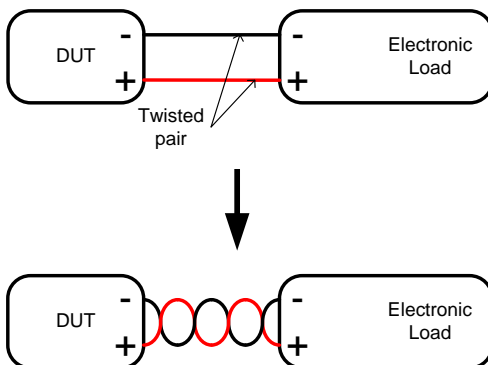 - -
DUT
Electronic
Load
+ +
Twisted
pair
- -
DUT
Electronic
Load
+ +